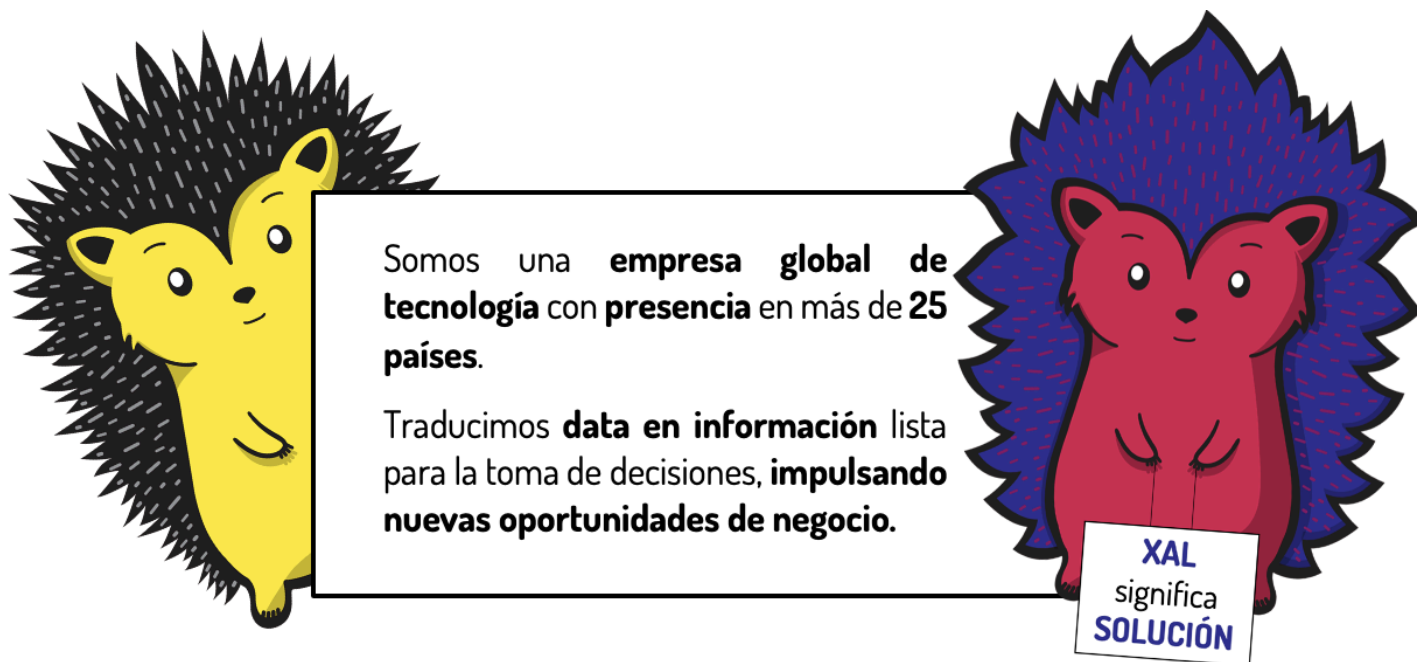 Somos una empresa global de
tecnología con presencia en más de 25
países.
Traducimos data en información lista
para la toma de decisiones, impulsando
nuevas oportunidades de negocio.
XAL
significa
SOLUCIÓN